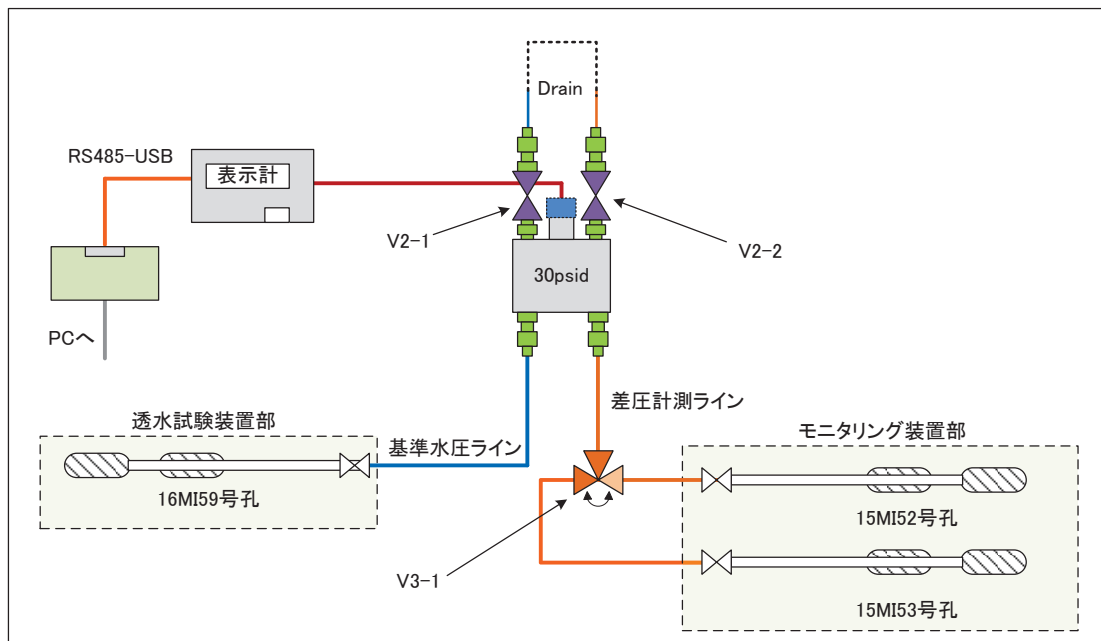 Drain
RS485-USB
表示計
V2-1
V2-2
30psid
PCへ
差圧計測ライン
透水試験装置部
基準水圧ライン
モニタリング装置部
16MI59号孔
15MI52号孔
V3-1
15MI53号孔